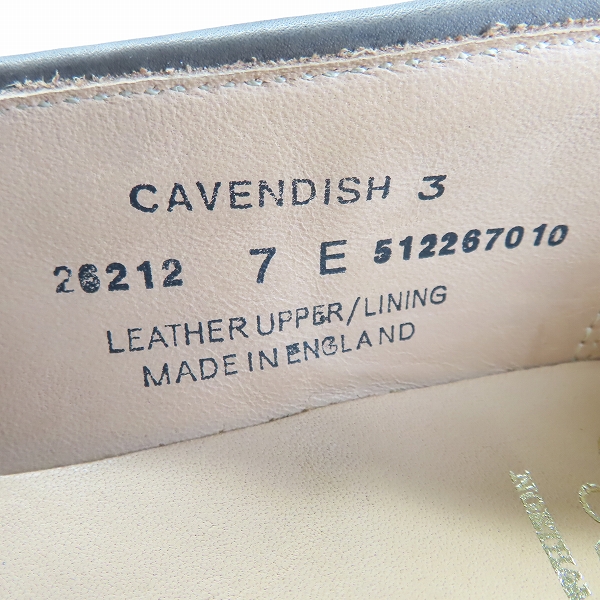 CAVENDISH 3
26212 7 E 512267010
LEATHER UPPER/LINING
MADE IN ENGLAND